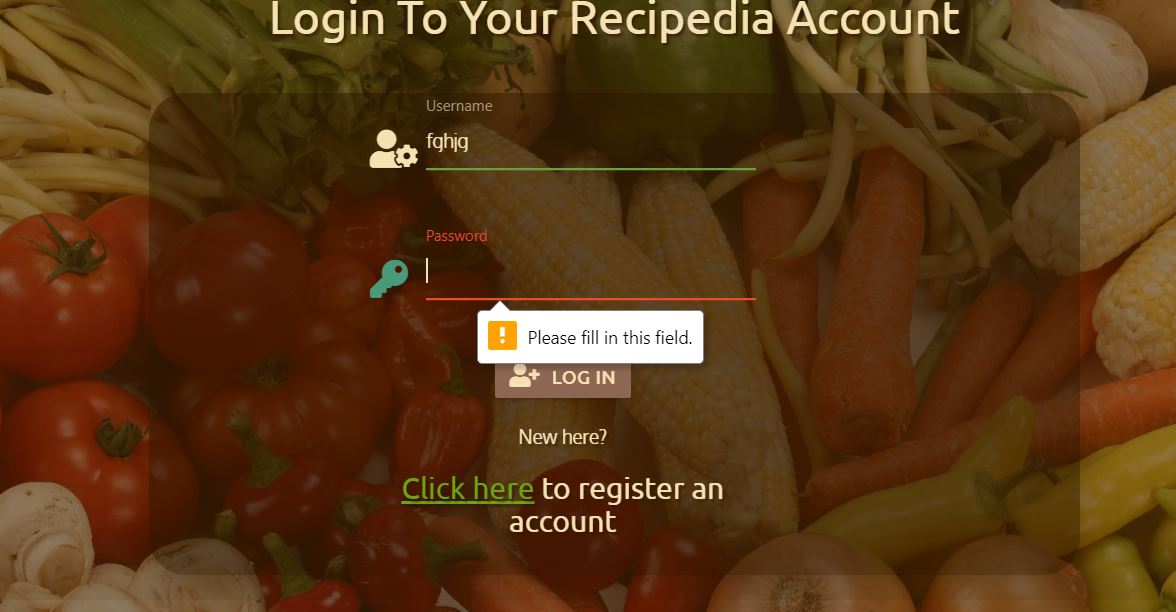 Login To Your Recipedia Account
Username
fghjg
Password
Please fill in this field.
LOG IN
New here?
Click here to register an
account